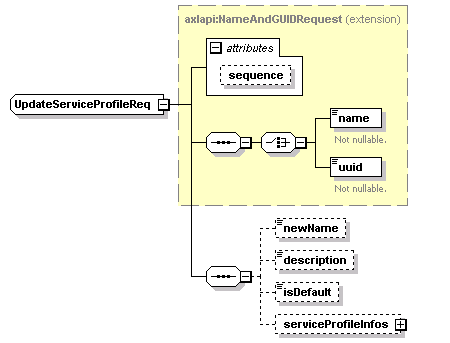 axlapi:NameAndGUIDRequest (extension)
attributes
sequence
UpdateServiceProfileReq
name
Not nullable.
uuid
Not nullable.
newName
description
isDefault
serviceProfileInfos